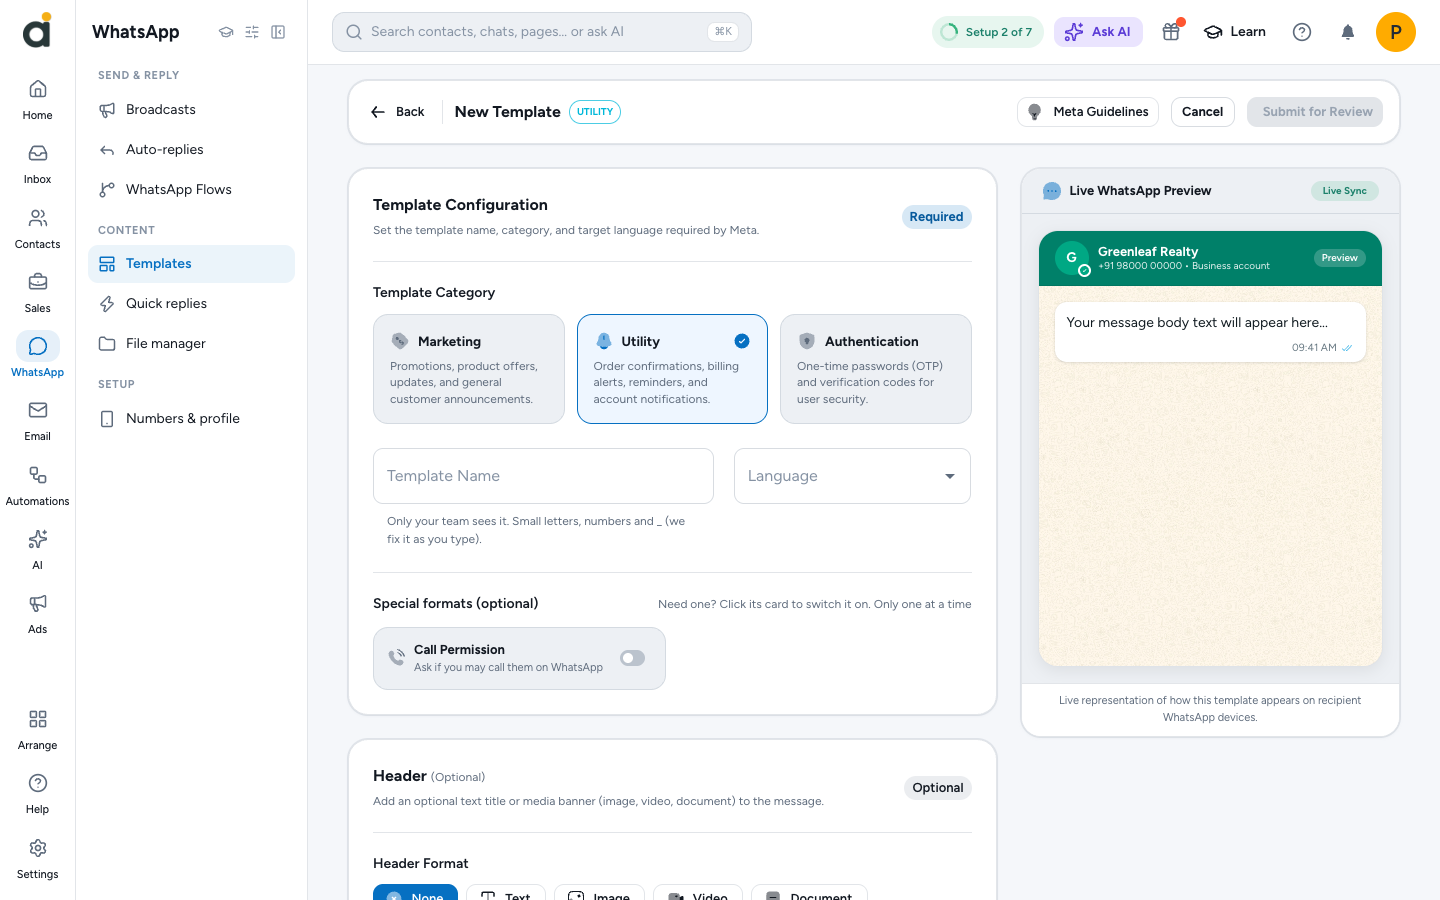 WhatsApp
Search contacts, chats, pages... or ask AI
⌘K
Setup 2 of 7
Ask AI
Learn
P
Home
Inbox
Contacts
Sales
WhatsApp
Email
Automations
AI
Ads
Arrange
Help
Settings
SEND & REPLY
Broadcasts
Auto-replies
WhatsApp Flows
CONTENT
Templates
Quick replies
File manager
SETUP
Numbers & profile
Back
New Template
UTILITY
Meta Guidelines
Cancel
Submit for Review
Template Configuration
Set the template name, category, and target language required by Meta.
Required
Template Category
Marketing
Promotions, product offers,
updates, and general
customer announcements.
Utility
Order confirmations, billing
alerts, reminders, and
account notifications.
Authentication
One-time passwords (OTP)
and verification codes for
user security.
Template Name
Language
Only your team sees it. Small letters, numbers and _ (we
fix it as you type).
Special formats (optional)
Need one? Click its card to switch it on. Only one at a time
Call Permission
Ask if you may call them on WhatsApp
Header (Optional)
Add an optional text title or media banner (image, video, document) to the message.
Optional
Header Format
None
Text
Image
Video
Document
Live WhatsApp Preview
Live Sync
G
Greenleaf Realty
+91 98000 00000 • Business account
Preview
Your message body text will appear here...
09:41 AM
Live representation of how this template appears on recipient
WhatsApp devices.